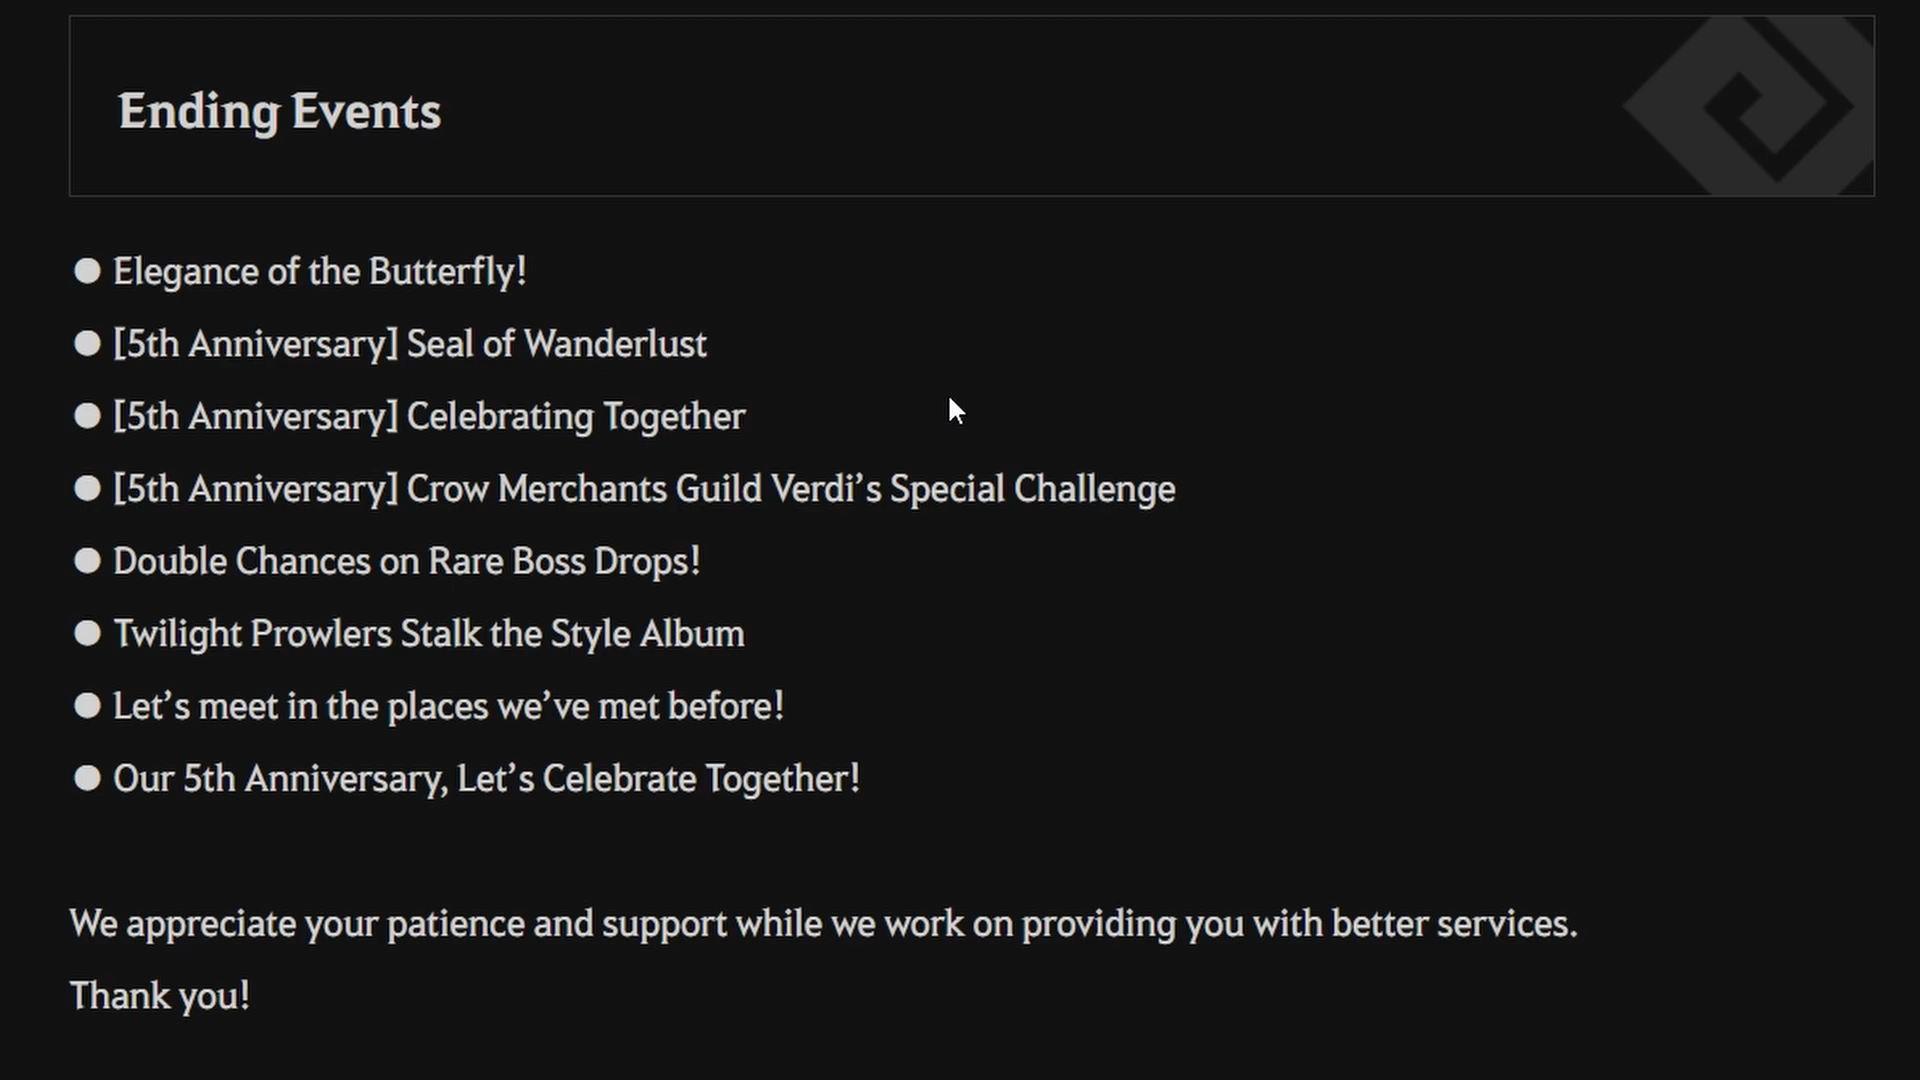 Ending Events
● Elegance of the Butterfly!
● [5th Anniversary] Seal of Wanderlust
● [5th Anniversary] Celebrating Together
● [5th Anniversary] Crow Merchants Guild Verdi’s Special Challenge
● Double Chances on Rare Boss Drops!
● Twilight Prowlers Stalk the Style Album
● Let’s meet in the places we’ve met before!
● Our 5th Anniversary, Let’s Celebrate Together!
We appreciate your patience and support while we work on providing you with better services.
Thank you!